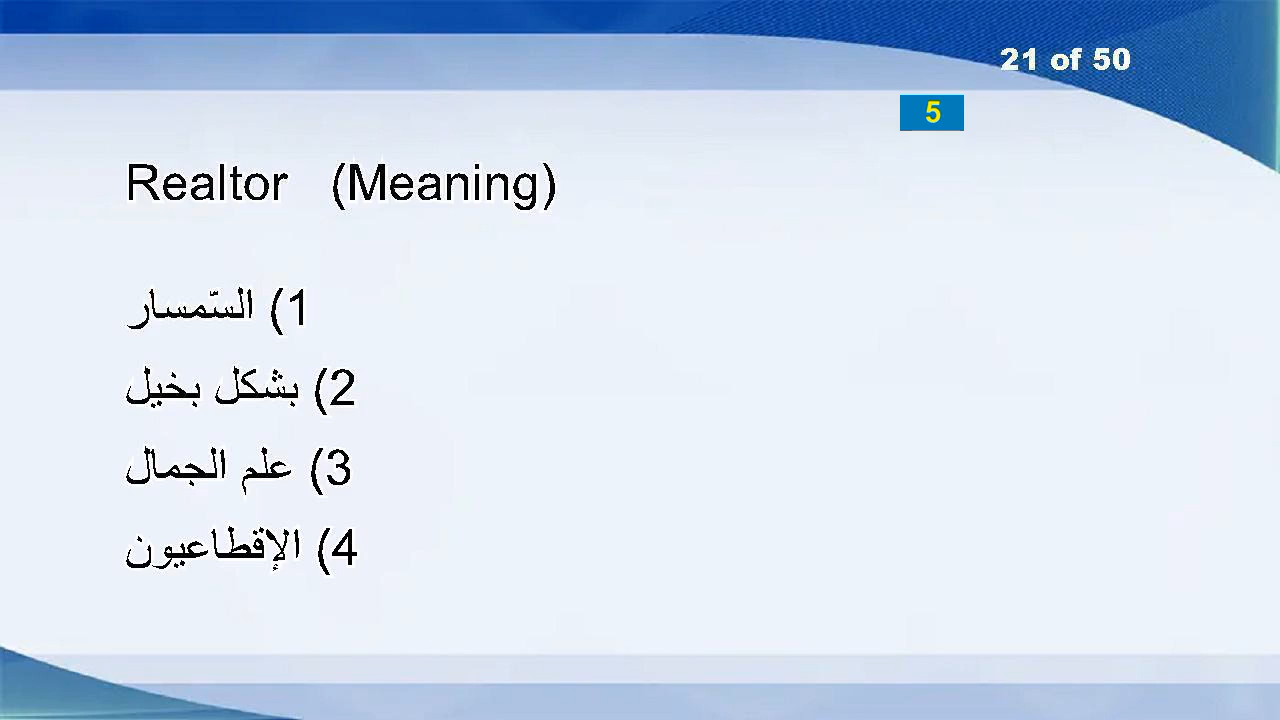 21 of 50
5
Realtor (Meaning)
1) السّمسار
2) بشكل بخيل
3) علم الجمال
4) الإقطاعيون